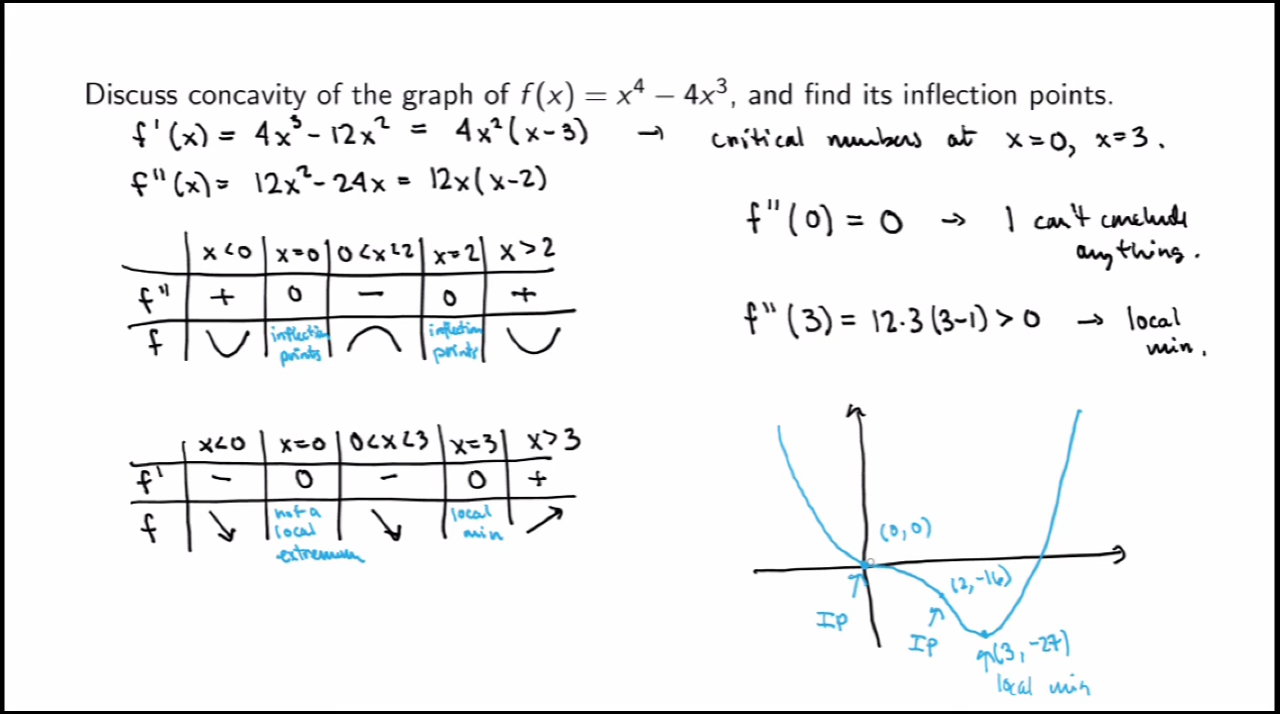 Discuss concavity of the graph of f(x) = x⁴ − 4x³, and find its inflection points.
f'(x) = 4x³ - 12x² = 4x²(x-3) → critical numbers at x=0, x=3.
f''(x) = 12x² - 24x = 12x(x-2)
f''(0) = 0 → I can't conclude
anything.
f''(3) = 12·3(3-1) > 0 → local
min.
x<0 x=0 0<x<2 x=2 x>2
f'' + 0 − 0 +
f inflection points inflection points
x<0 x=0 0<x<3 x=3 x>3
f' − 0 − 0 +
f ↘ not a local extremum ↘ local min ↗
(0,0)
(2,-16)
IP
IP
(3,-27)
local min